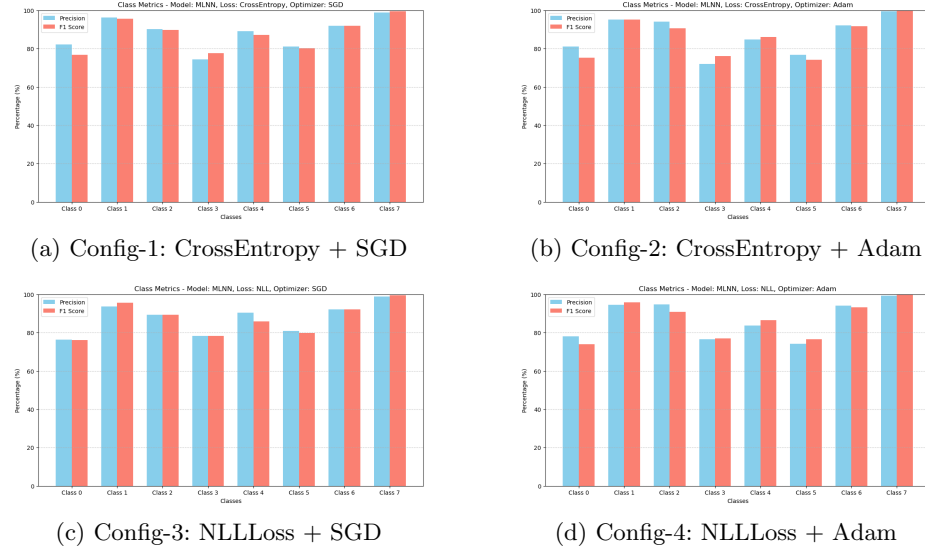 Class Metrics - Model: MLNN, Loss: CrossEntropy, Optimizer: SGD
Precision
F1 Score
Percentage (%)
100
80
60
40
20
0
Class 0 Class 1 Class 2 Class 3 Class 4 Class 5 Class 6 Class 7
Classes
(a) Config-1: CrossEntropy + SGD
Class Metrics - Model: MLNN, Loss: CrossEntropy, Optimizer: Adam
Precision
F1 Score
Percentage (%)
100
80
60
40
20
0
Class 0 Class 1 Class 2 Class 3 Class 4 Class 5 Class 6 Class 7
Classes
(b) Config-2: CrossEntropy + Adam
Class Metrics - Model: MLNN, Loss: NLL, Optimizer: SGD
Precision
F1 Score
Percentage (%)
100
80
60
40
20
0
Class 0 Class 1 Class 2 Class 3 Class 4 Class 5 Class 6 Class 7
Classes
(c) Config-3: NLLLoss + SGD
Class Metrics - Model: MLNN, Loss: NLL, Optimizer: Adam
Precision
F1 Score
Percentage (%)
100
80
60
40
20
0
Class 0 Class 1 Class 2 Class 3 Class 4 Class 5 Class 6 Class 7
Classes
(d) Config-4: NLLLoss + Adam